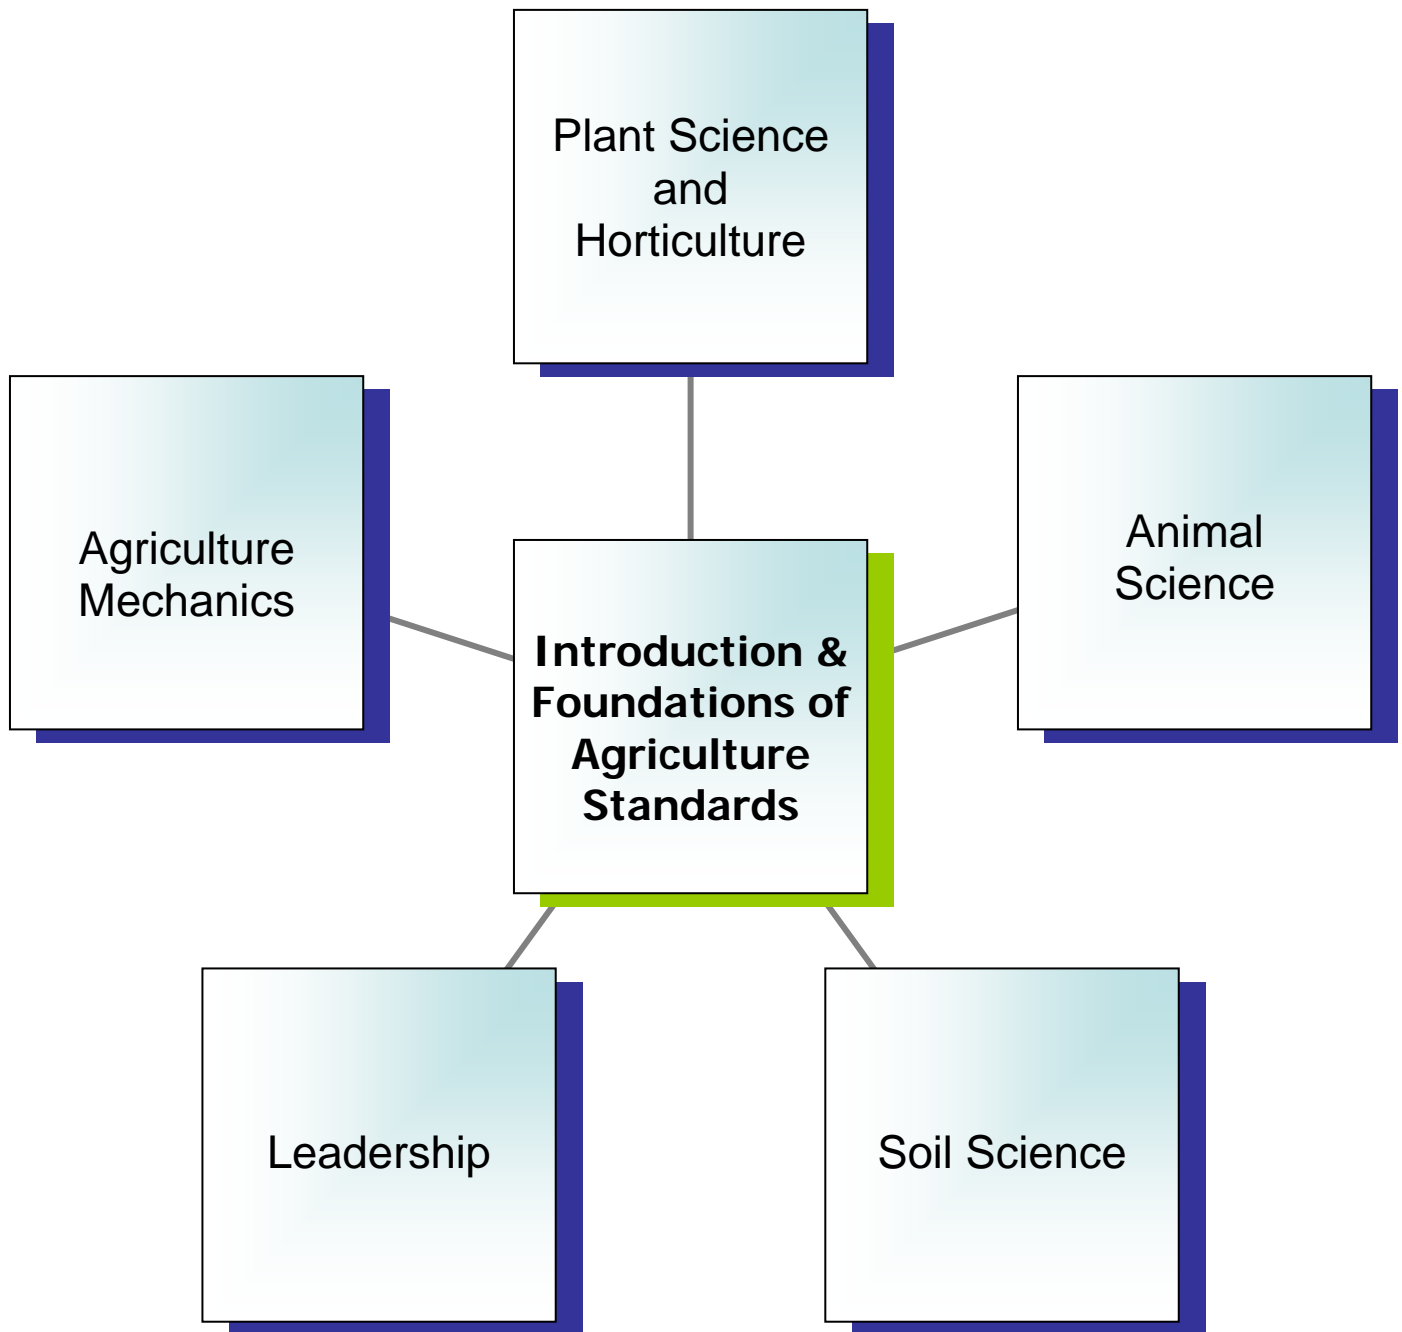 Plant Science
and
Horticulture
Agriculture
Mechanics
Animal
Science
Introduction &
Foundations of
Agriculture
Standards
Leadership
Soil Science